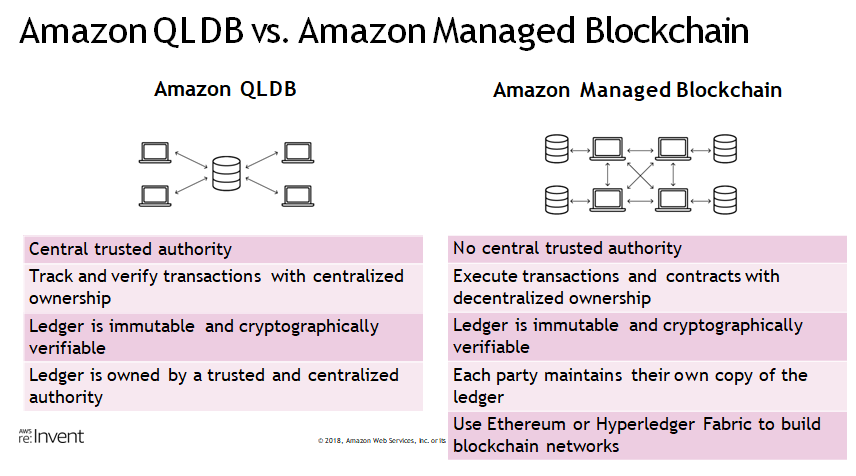 Amazon QLDB vs. Amazon Managed Blockchain
Amazon QLDB
Central trusted authority
Track and verify transactions with centralized
ownership
Ledger is immutable and cryptographically
verifiable
Ledger is owned by a trusted and centralized
authority
Amazon Managed Blockchain
No central trusted authority
Execute transactions and contracts with
decentralized ownership
Ledger is immutable and cryptographically
verifiable
Each party maintains their own copy of the
ledger
Use Ethereum or Hyperledger Fabric to build
blockchain networks
AWS
re:Invent
© 2018, Amazon Web Services, Inc. or its